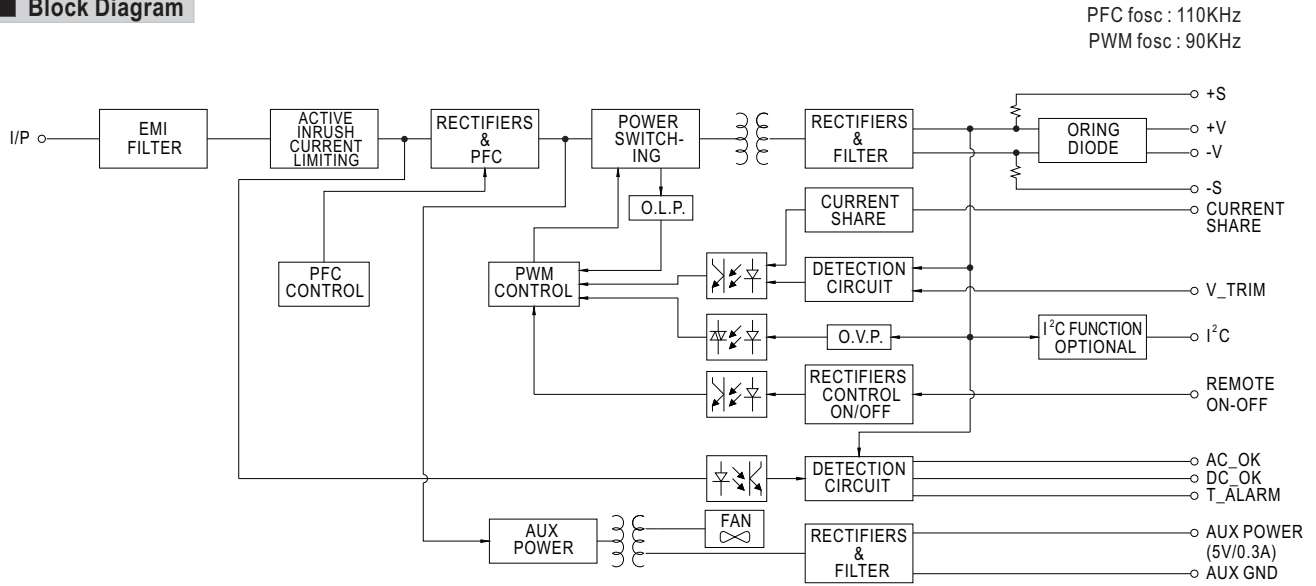 Block Diagram
PFC fosc : 110KHz
PWM fosc : 90KHz
I/P
EMI
FILTER
ACTIVE
INRUSH
CURRENT
LIMITING
RECTIFIERS
&
PFC
POWER
SWITCH-
ING
RECTIFIERS
&
FILTER
ORING
DIODE
+S
+V
-V
-S
O.L.P.
CURRENT
SHARE
CURRENT
SHARE
PFC
CONTROL
PWM
CONTROL
DETECTION
CIRCUIT
V_TRIM
O.V.P.
I²C FUNCTION
OPTIONAL
I²C
RECTIFIERS
CONTROL
ON/OFF
REMOTE
ON-OFF
DETECTION
CIRCUIT
AC_OK
DC_OK
T_ALARM
AUX
POWER
FAN
RECTIFIERS
&
FILTER
AUX POWER
(5V/0.3A)
AUX GND